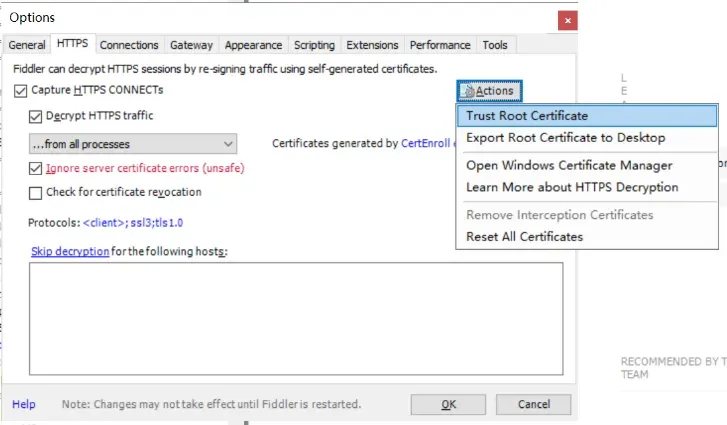 Options
General HTTPS Connections Gateway Appearance Scripting Extensions Performance Tools
Fiddler can decrypt HTTPS sessions by re-signing traffic using self-generated certificates.
Capture HTTPS CONNECTs
Actions
Decrypt HTTPS traffic
Trust Root Certificate
Export Root Certificate to Desktop
...from all processes
Certificates generated by CertEnroll
Ignore server certificate errors (unsafe)
Open Windows Certificate Manager
Check for certificate revocation
Learn More about HTTPS Decryption
Protocols: <client>; ssl3;tls1.0
Remove Interception Certificates
Reset All Certificates
Skip decryption for the following hosts:
RECOMMENDED BY T
TEAM
Help Note: Changes may not take effect until Fiddler is restarted. OK Cancel